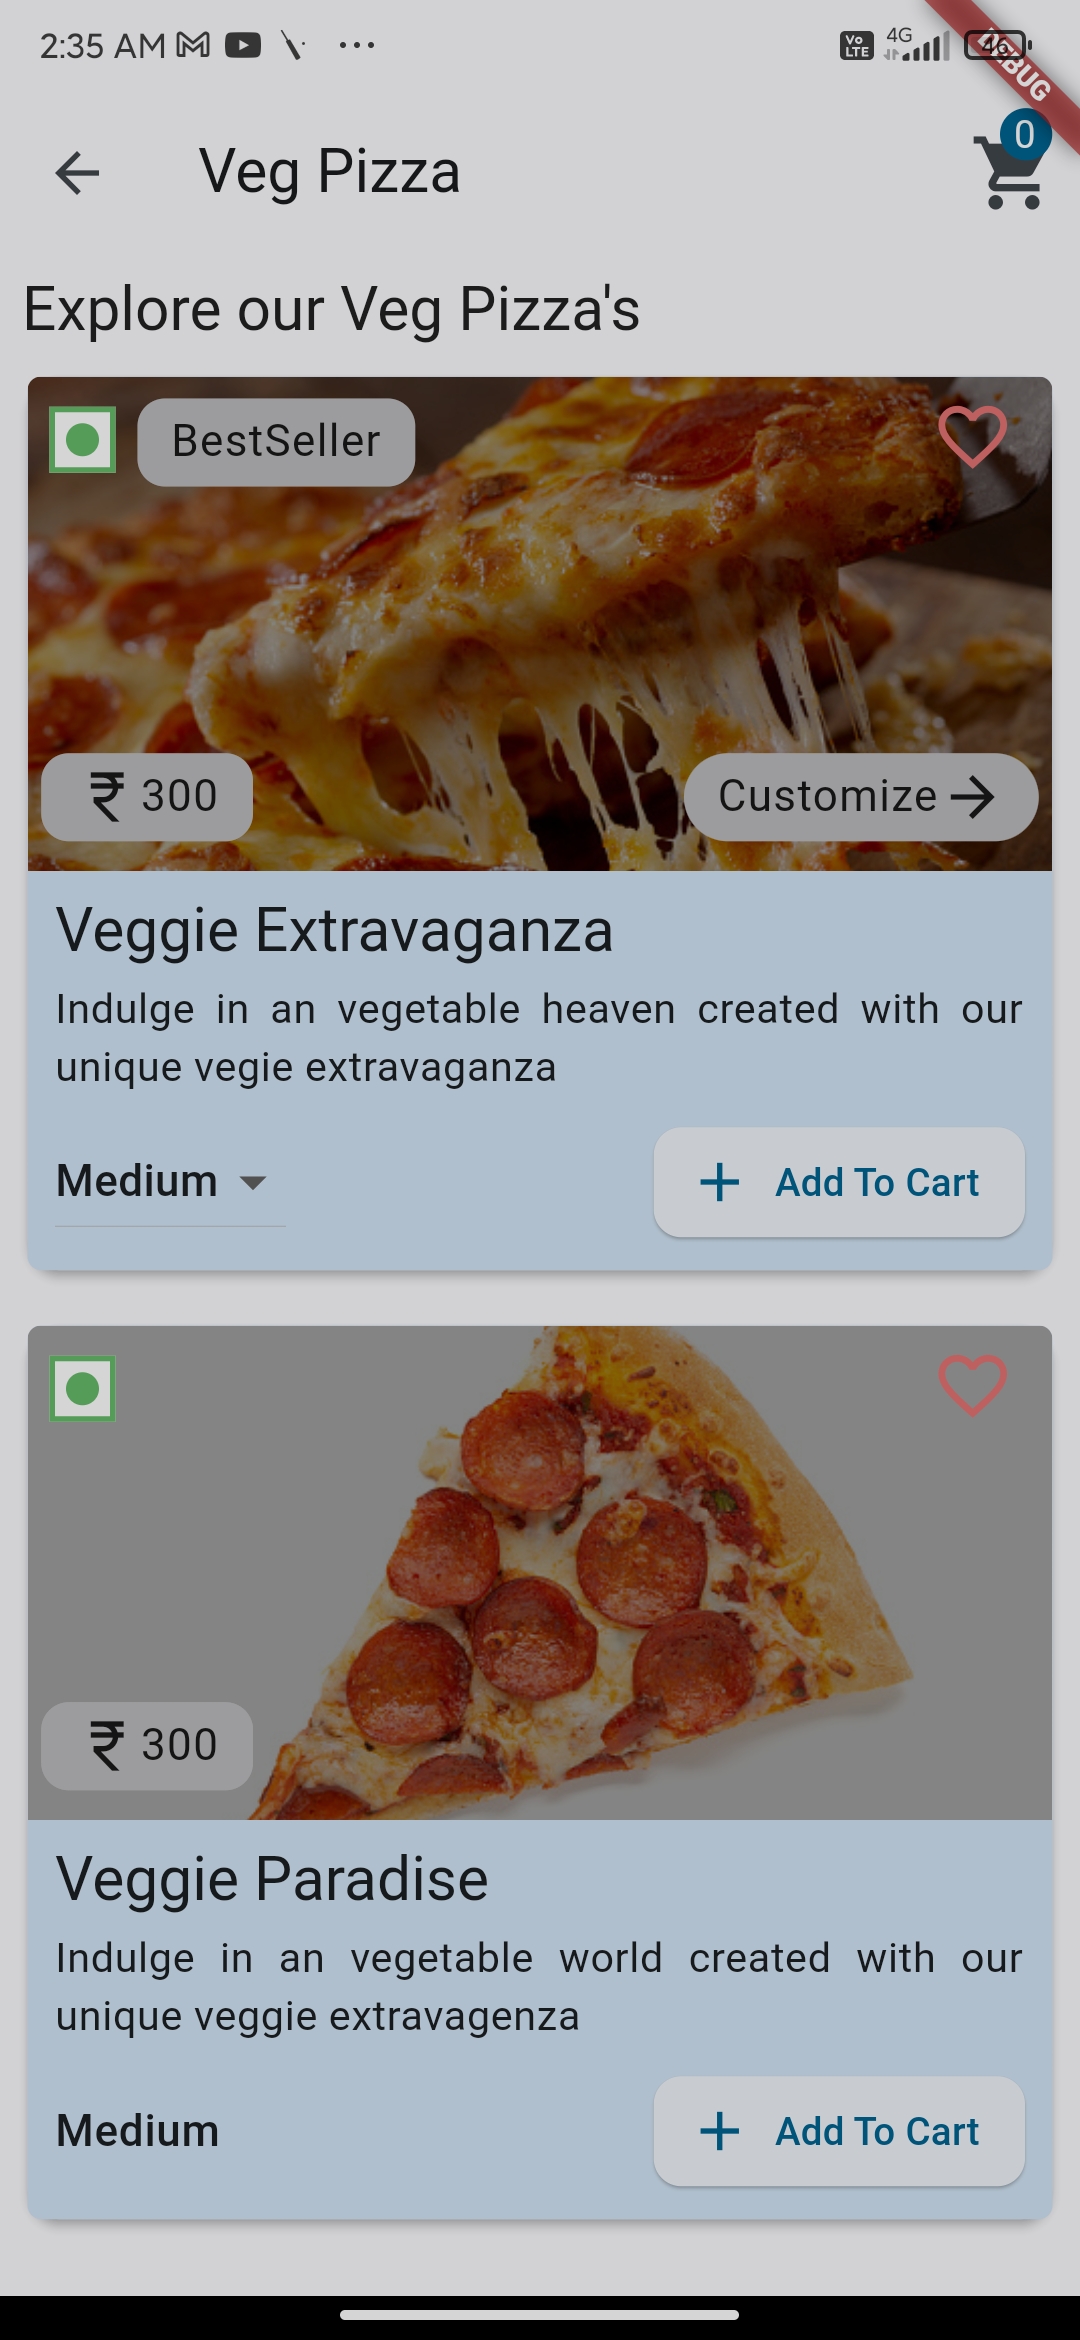 2:35 AM
Vo LTE
4G
46
DEBUG
Veg Pizza
0
Explore our Veg Pizza's
BestSeller
₹ 300
Customize
Veggie Extravaganza
Indulge in an vegetable heaven created with our
unique vegie extravaganza
Medium
Add To Cart
₹ 300
Veggie Paradise
Indulge in an vegetable world created with our
unique veggie extravagenza
Medium
Add To Cart